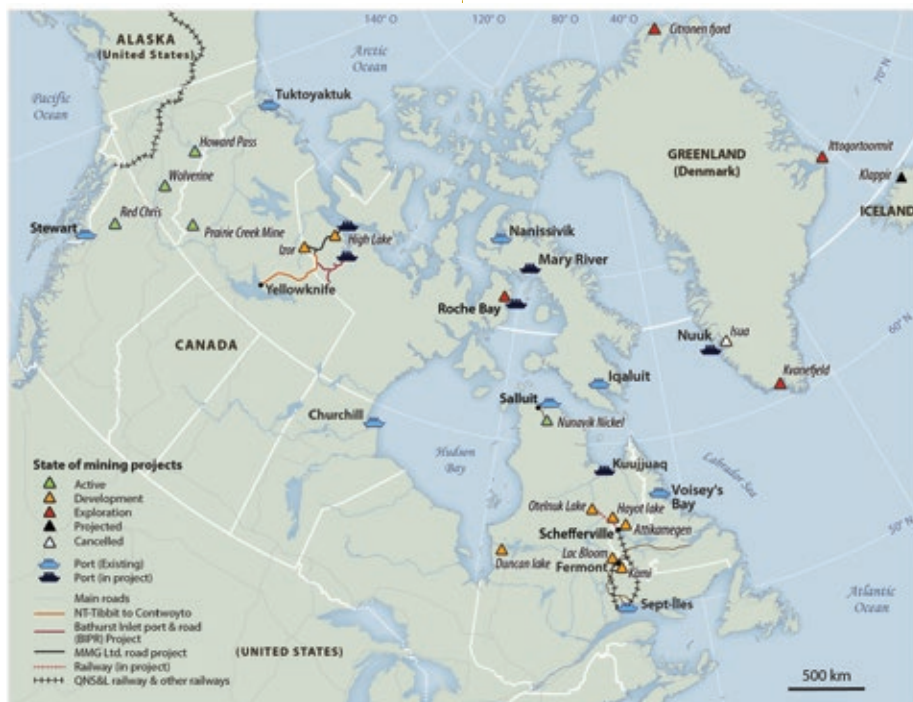 140° O
120° O
80° O
40° O
Citronen fjord
ALASKA
(United States)
Arctic
Ocean
70° N
Pacific
Ocean
Tuktoyaktuk
Howard Pass
GREENLAND
(Denmark)
Ittoqortoormit
Wolverine
Klappir
ICELAND
Red Chris
Prairie Creek Mine
Stewart
High Lake
Izor
Nanissivik
Mary River
Yellowknife
Roche Bay
60° N
CANADA
Nuuk
Isua
Kvanefjeld
Iqaluit
Salluit
Churchill
Nunavik Nickel
Hudson
Bay
Labrador Sea
State of mining projects
Active
Development
Exploration
Projected
Cancelled
Port (Existing)
Port (in project)
Main roads
NT-Tibbit to Contwoyto
Bathurst Inlet port & road
(BIPR) Project
MMG Ltd. road project
Railway (in project)
QNS&L railway & other railways
Kuujjuaq
Voisey's
Bay
50° N
Otelnuk Lake
Hayot lake
Schefferville
Attikamegen
Lac Bloom
Duncan lake
Fermont
Kami
Sept-Îles
Atlantic
Ocean
(UNITED STATES)
500 km